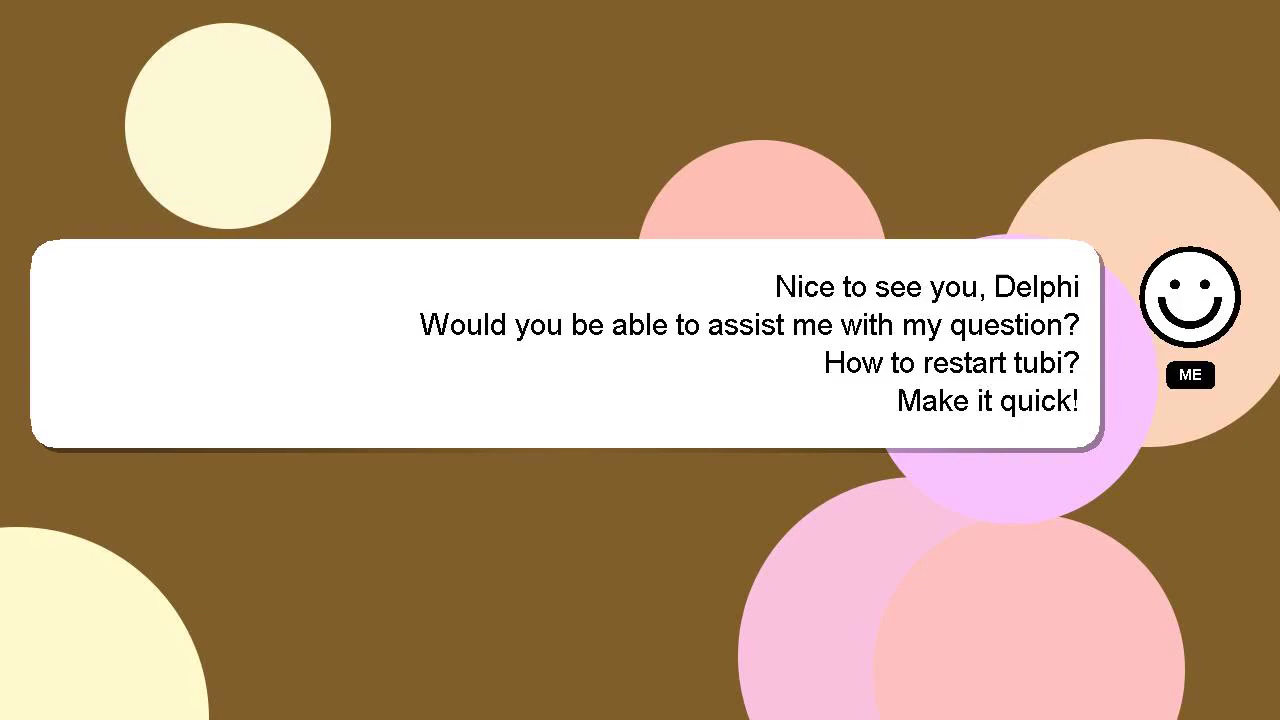 Nice to see you, Delphi
Would you be able to assist me with my question?
How to restart tubi?
Make it quick!
ME